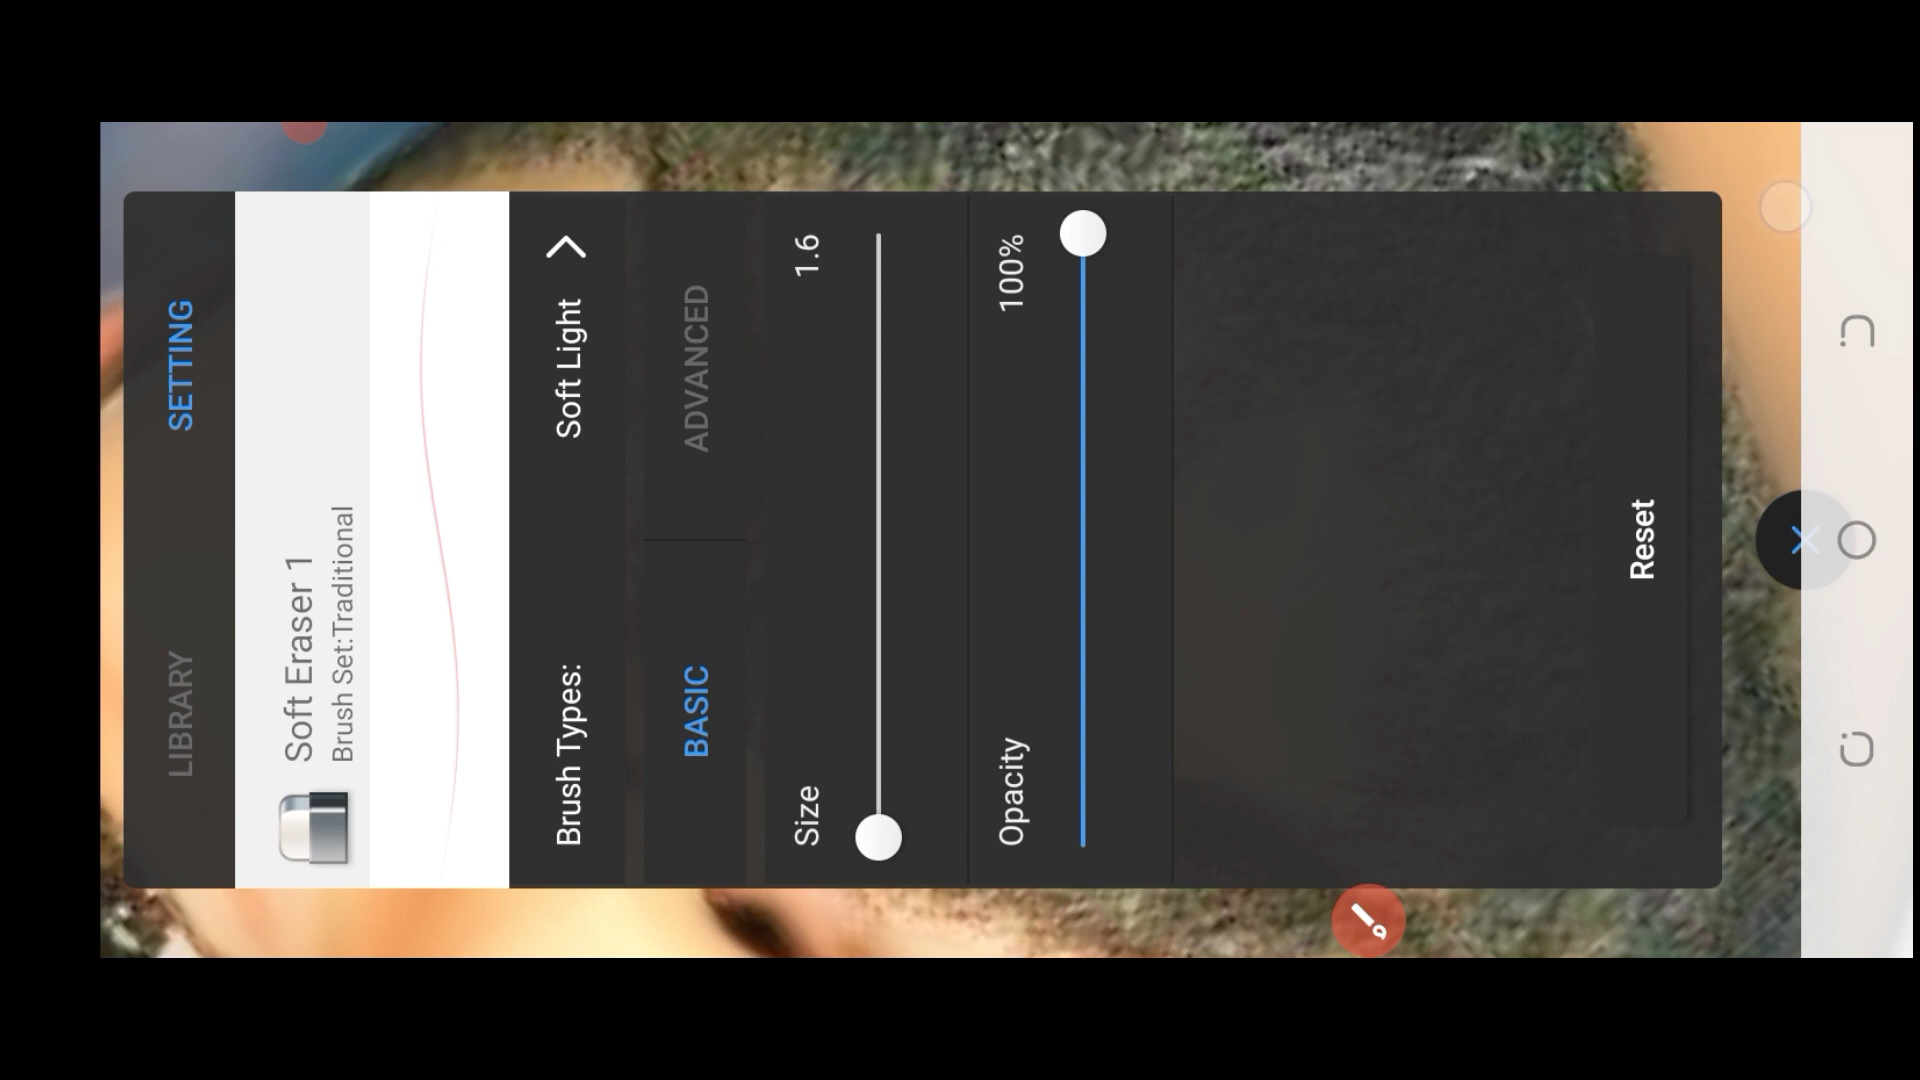 LIBRARY SETTING
Soft Eraser 1
Brush Set:Traditional
Brush Types: Soft Light
BASIC ADVANCED
Size 1.6
Opacity 100%
Reset